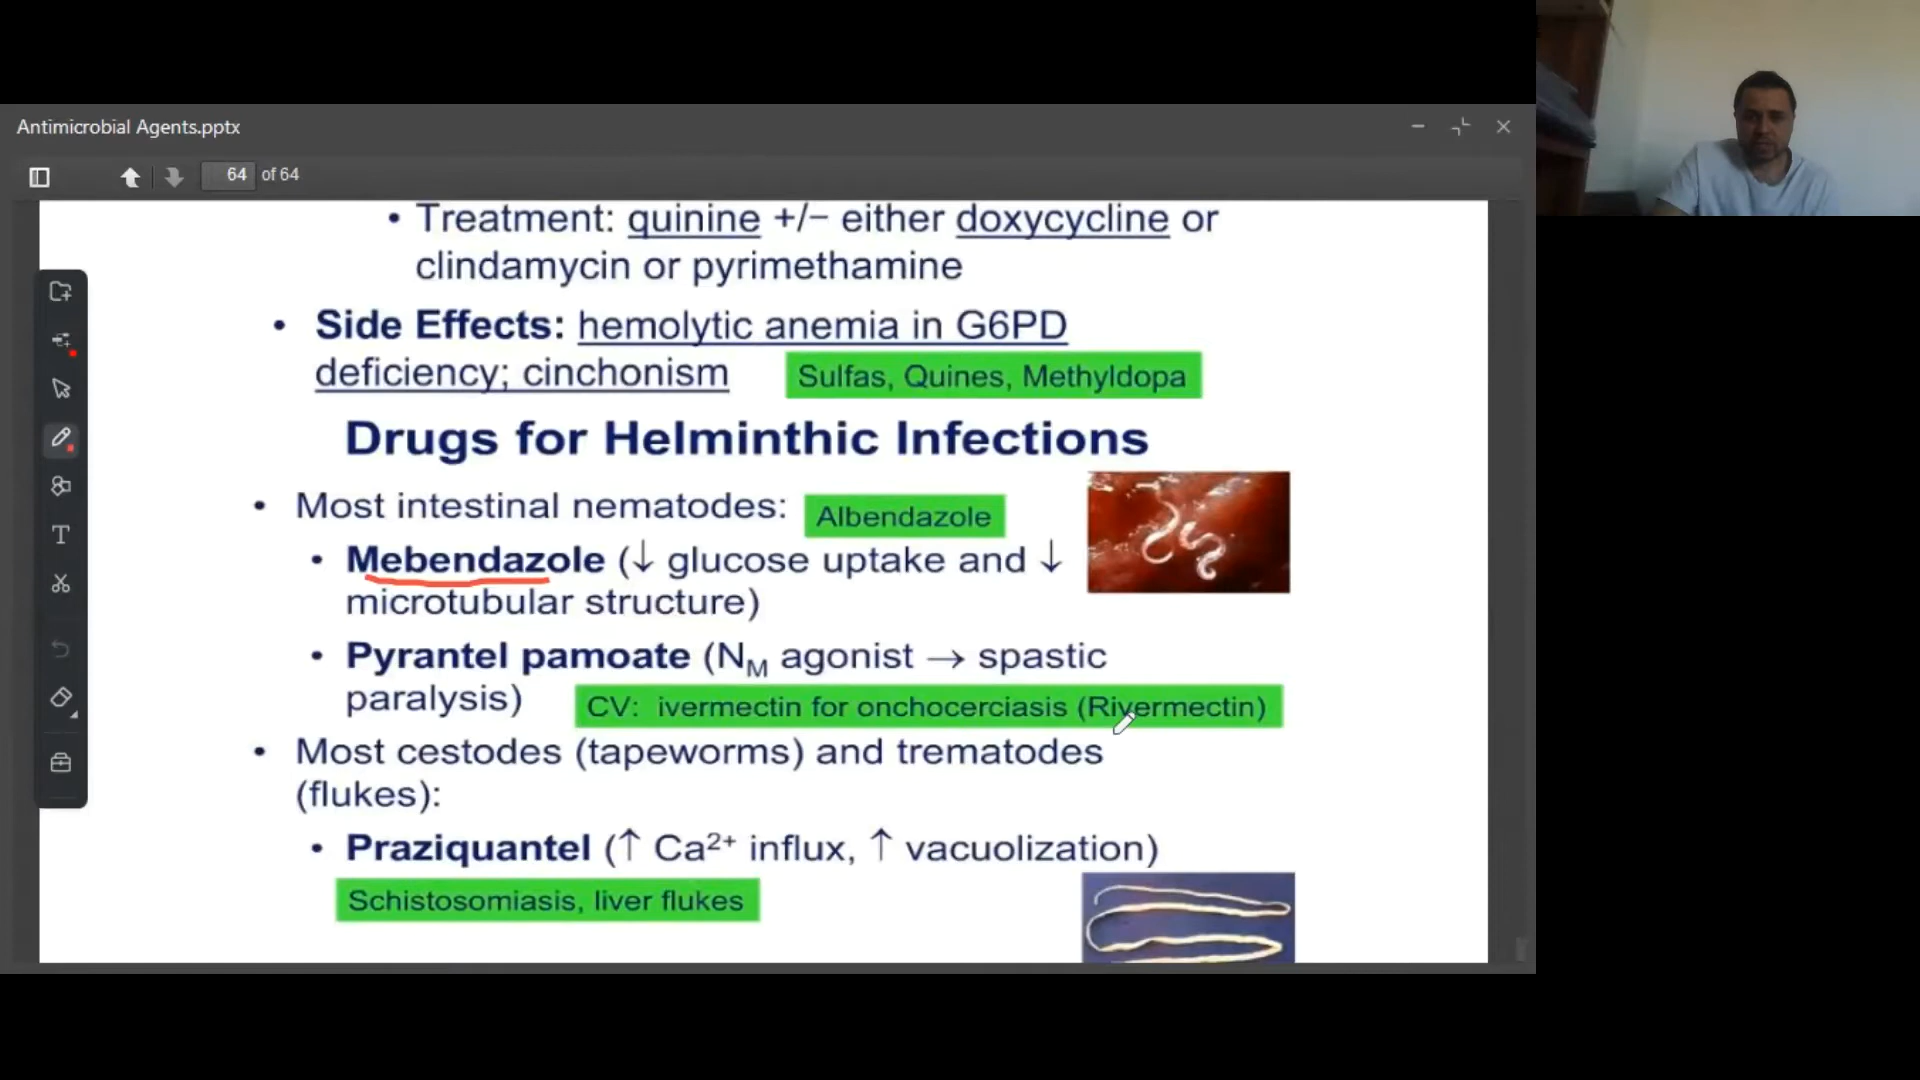 Antimicrobial Agents.pptx
64 of 64
• Treatment: quinine +/− either doxycycline or
clindamycin or pyrimethamine
• Side Effects: hemolytic anemia in G6PD
deficiency; cinchonism
Sulfas, Quines, Methyldopa
Drugs for Helminthic Infections
• Most intestinal nematodes:
Albendazole
• Mebendazole (↓ glucose uptake and ↓
microtubular structure)
• Pyrantel pamoate (NM agonist → spastic
paralysis)
CV: ivermectin for onchocerciasis (Rivermectin)
• Most cestodes (tapeworms) and trematodes
(flukes):
• Praziquantel (↑ Ca²⁺ influx, ↑ vacuolization)
Schistosomiasis, liver flukes